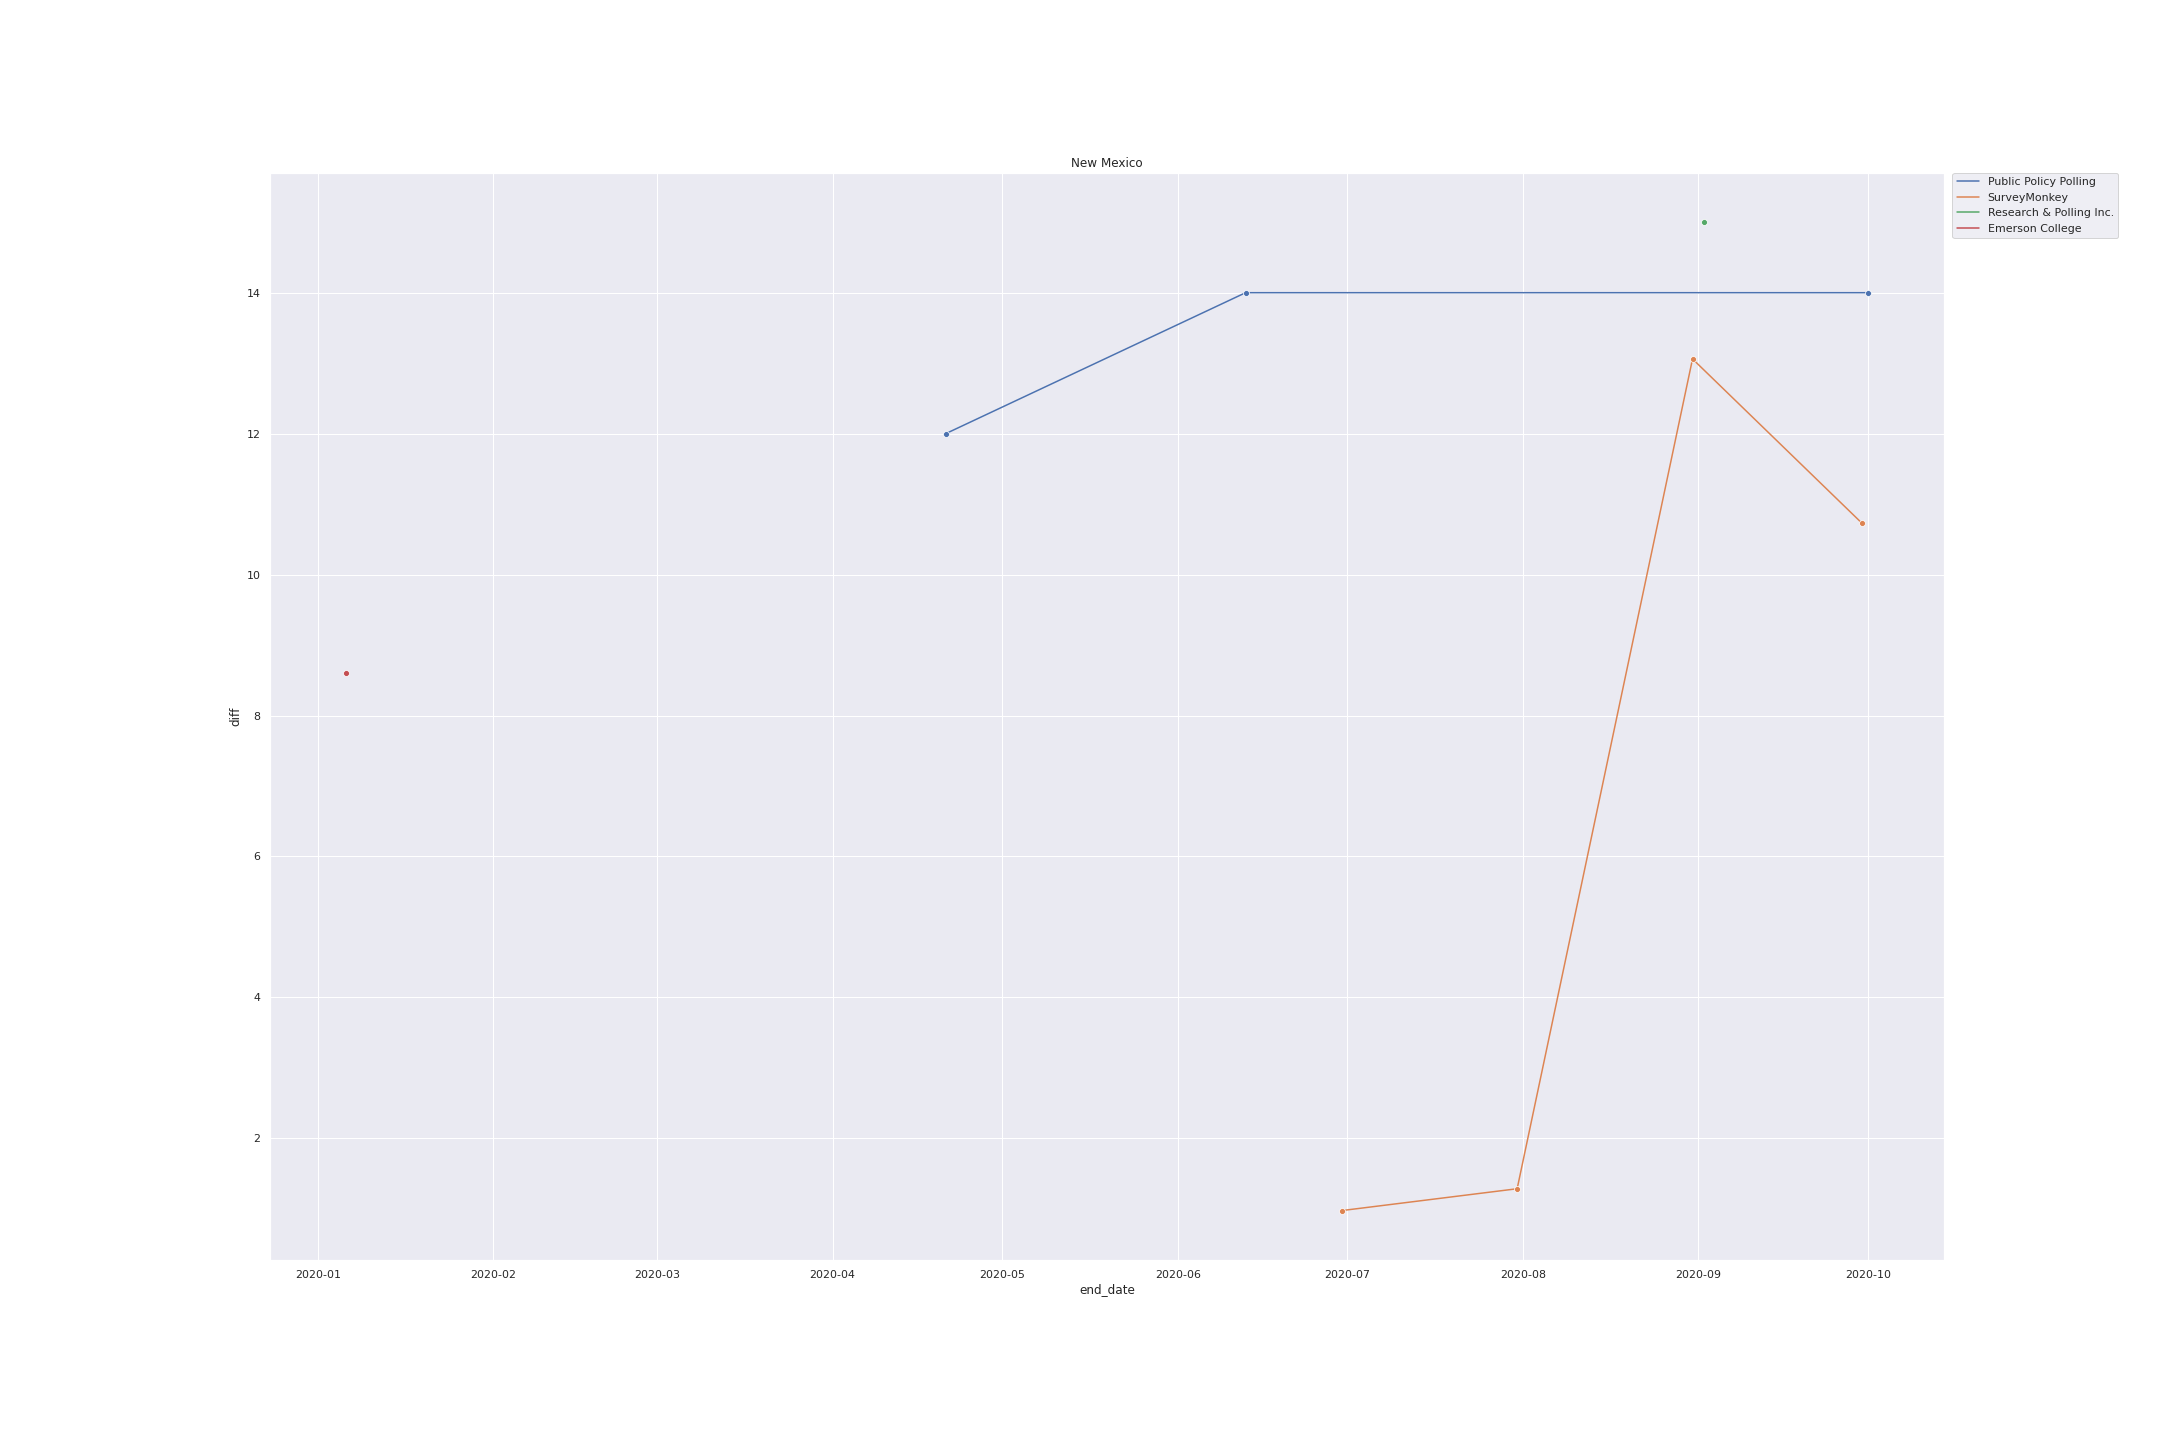 New Mexico
Public Policy Polling
SurveyMonkey
Research & Polling Inc.
Emerson College
14
12
10
8
6
4
2
diff
2020-01 2020-02 2020-03 2020-04 2020-05 2020-06 2020-07 2020-08 2020-09 2020-10
end_date